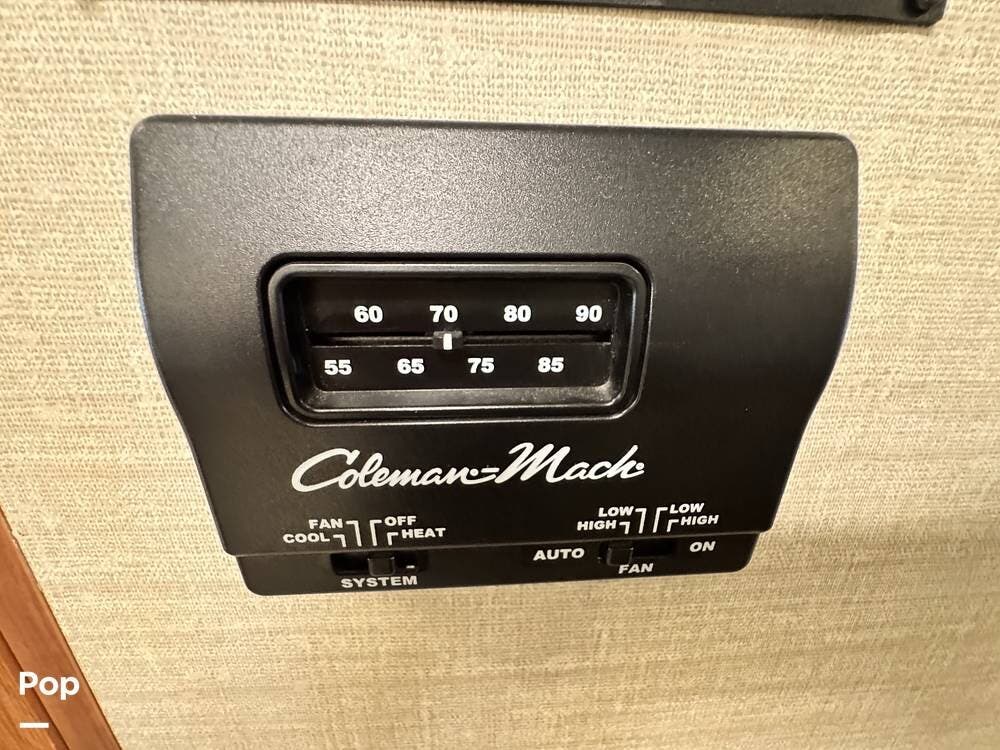 60 70 80 90
55 65 75 85
Coleman-Mach
FAN OFF
COOL HEAT
SYSTEM
LOW LOW
HIGH HIGH
AUTO ON
FAN
Pop